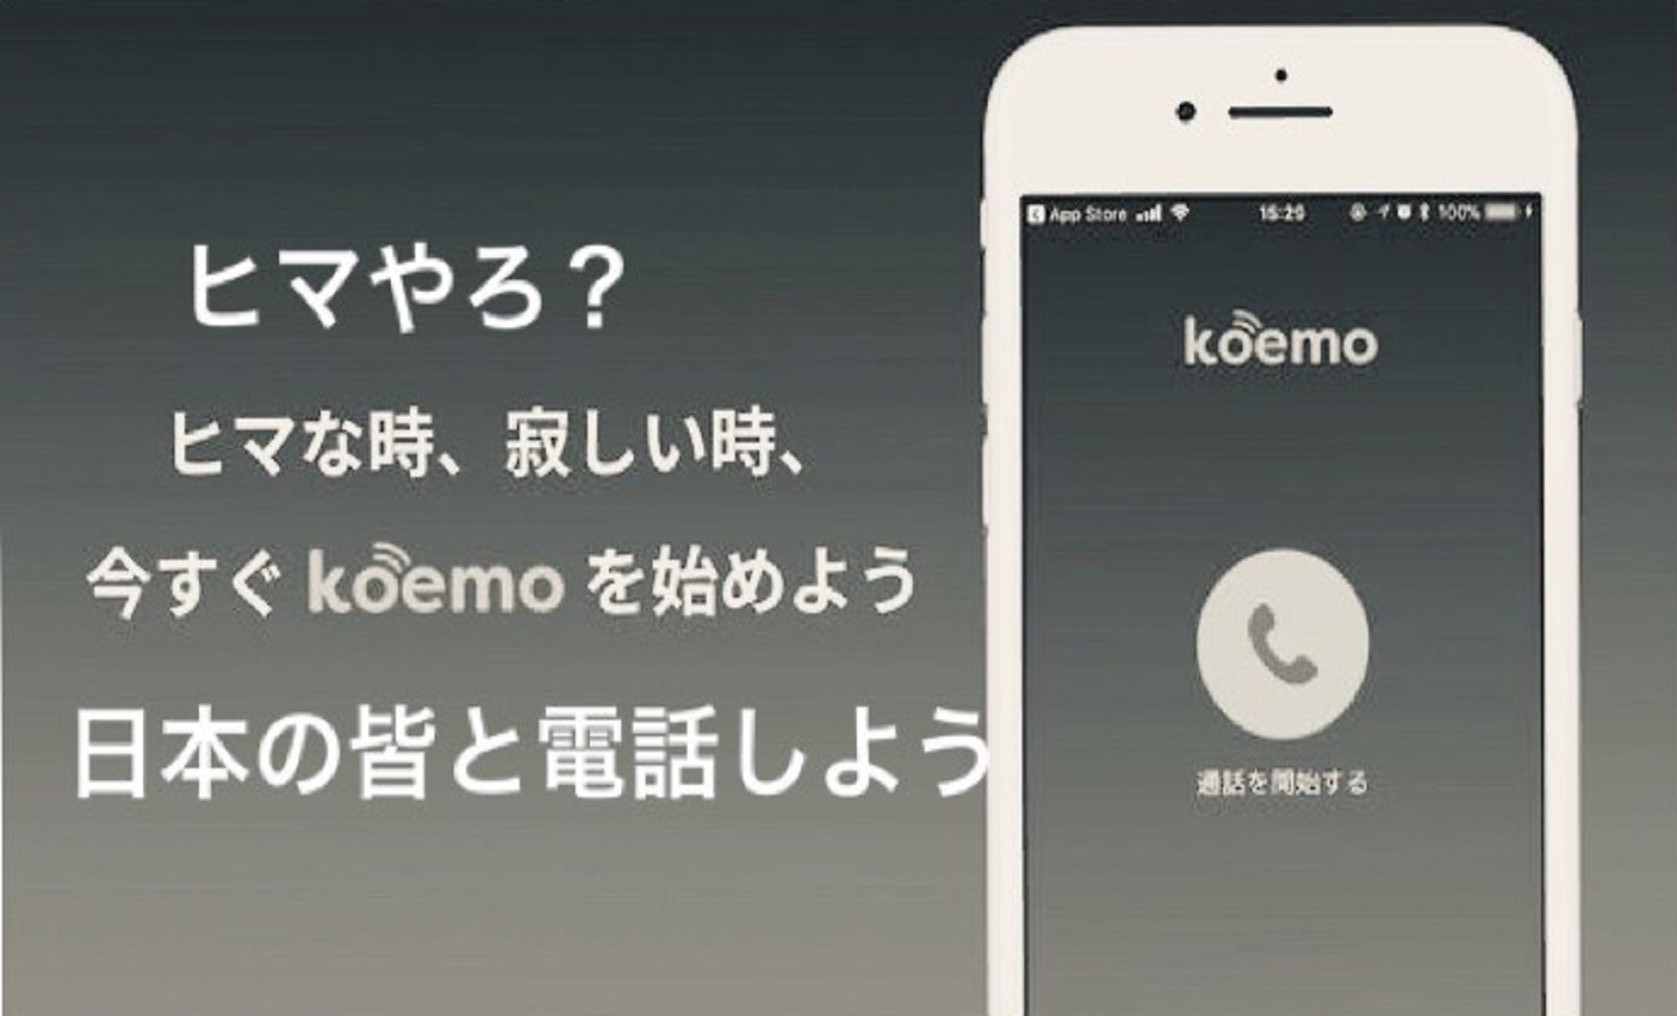 ヒマやろ？
ヒマな時、寂しい時、
今すぐ koemo を始めよう
日本の皆と電話しよう
App Store 15:29 100%
koemo
通話を開始する